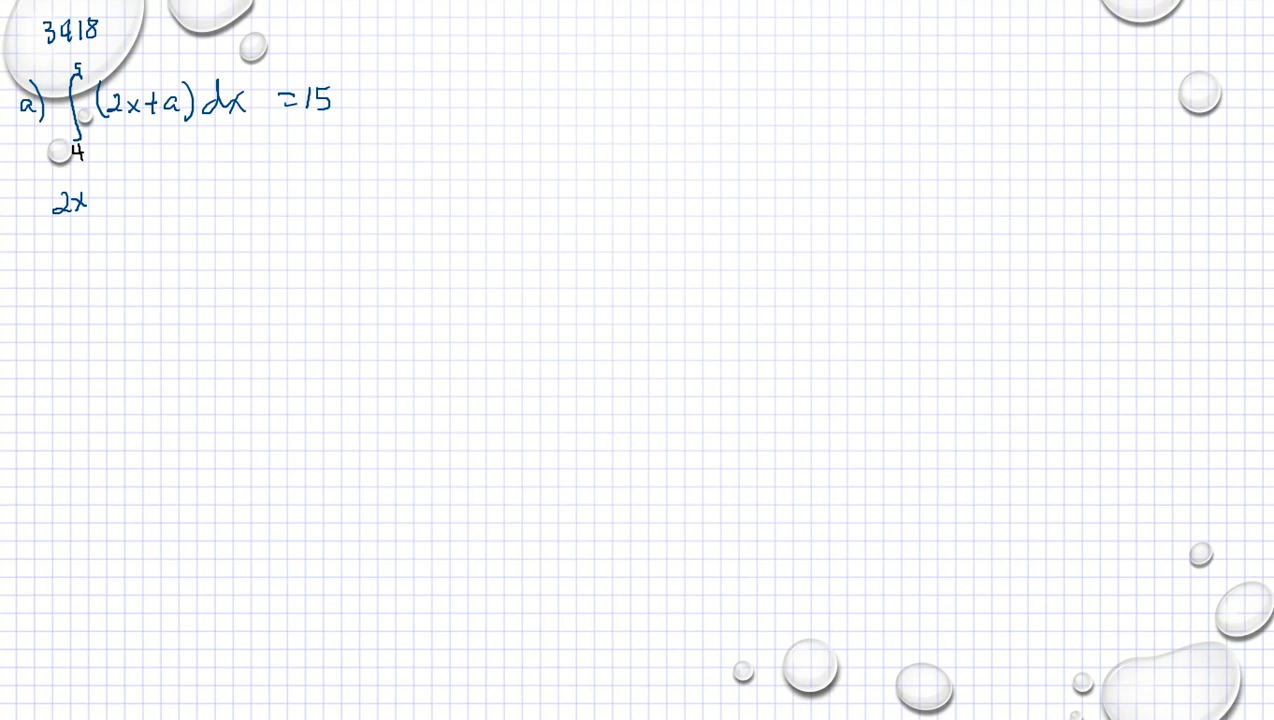 3418
a) ∫₄⁵ (2x+a) dx = 15
2x